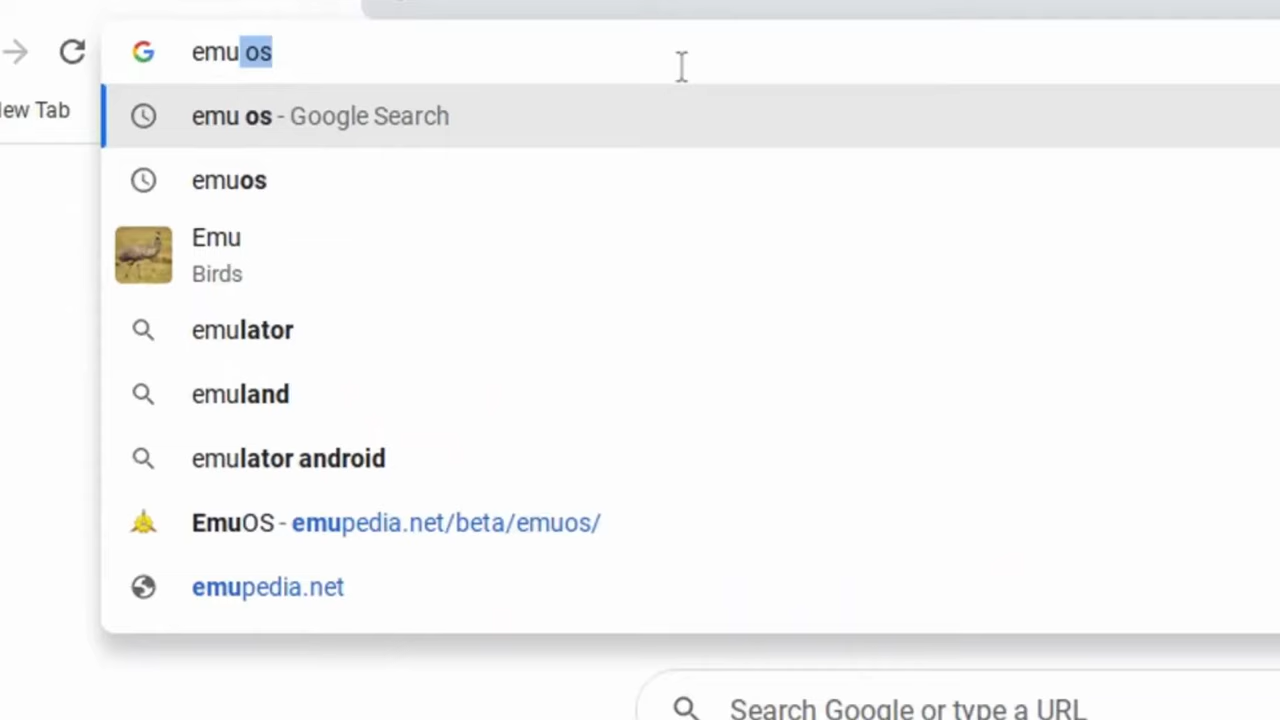 emu os
ew Tab
emu os - Google Search
emuos
Emu
Birds
emulator
emuland
emulator android
EmuOS - emupedia.net/beta/emuos/
emupedia.net
Search Google or type a URL